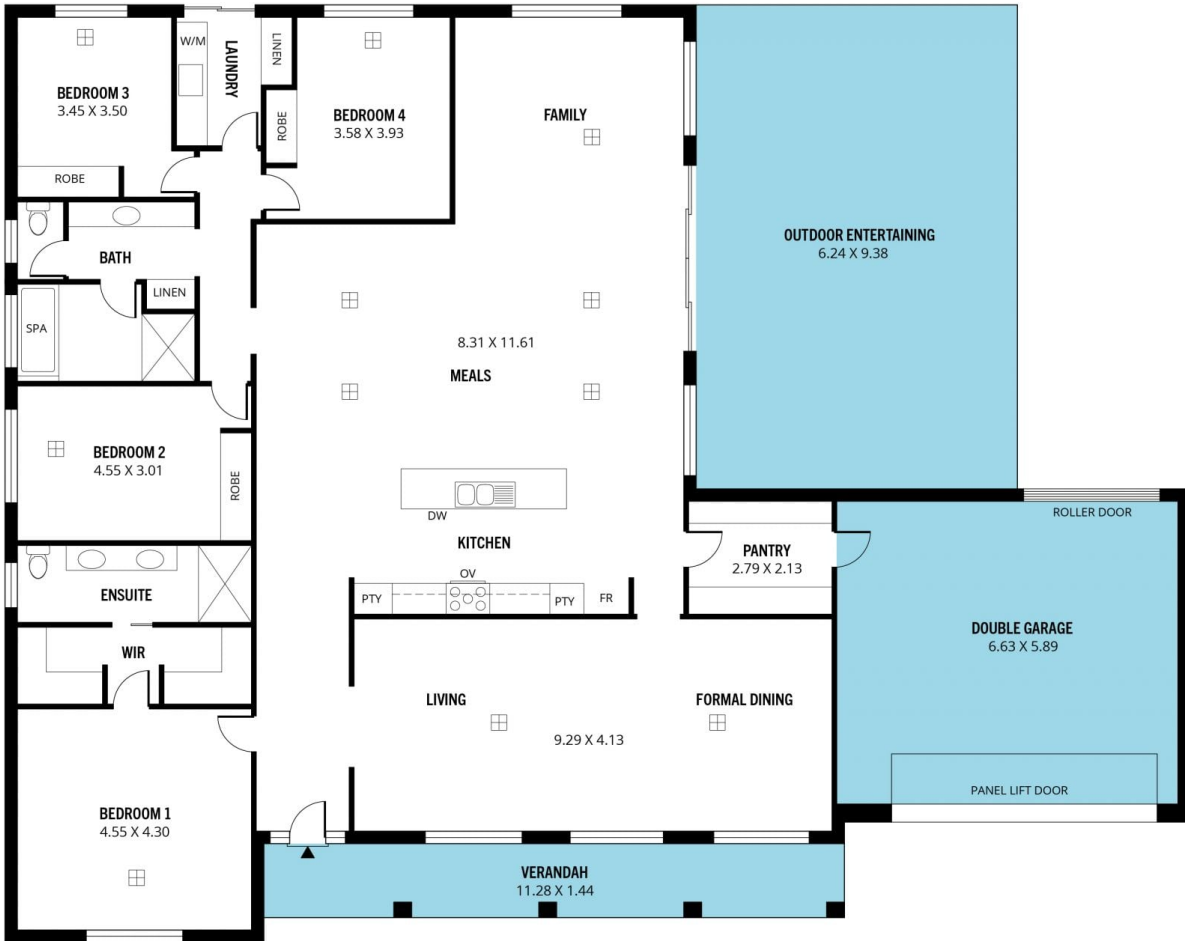 W/M
LAUNDRY
LINEN
BEDROOM 3
3.45 X 3.50
ROBE
BEDROOM 4
3.58 X 3.93
ROBE
FAMILY
OUTDOOR ENTERTAINING
6.24 X 9.38
BATH
LINEN
SPA
8.31 X 11.61
MEALS
BEDROOM 2
4.55 X 3.01
ROBE
DW
KITCHEN
OV
PTY
PTY
FR
PANTRY
2.79 X 2.13
ROLLER DOOR
DOUBLE GARAGE
6.63 X 5.89
PANEL LIFT DOOR
ENSUITE
WIR
LIVING
FORMAL DINING
9.29 X 4.13
BEDROOM 1
4.55 X 4.30
VERANDAH
11.28 X 1.44